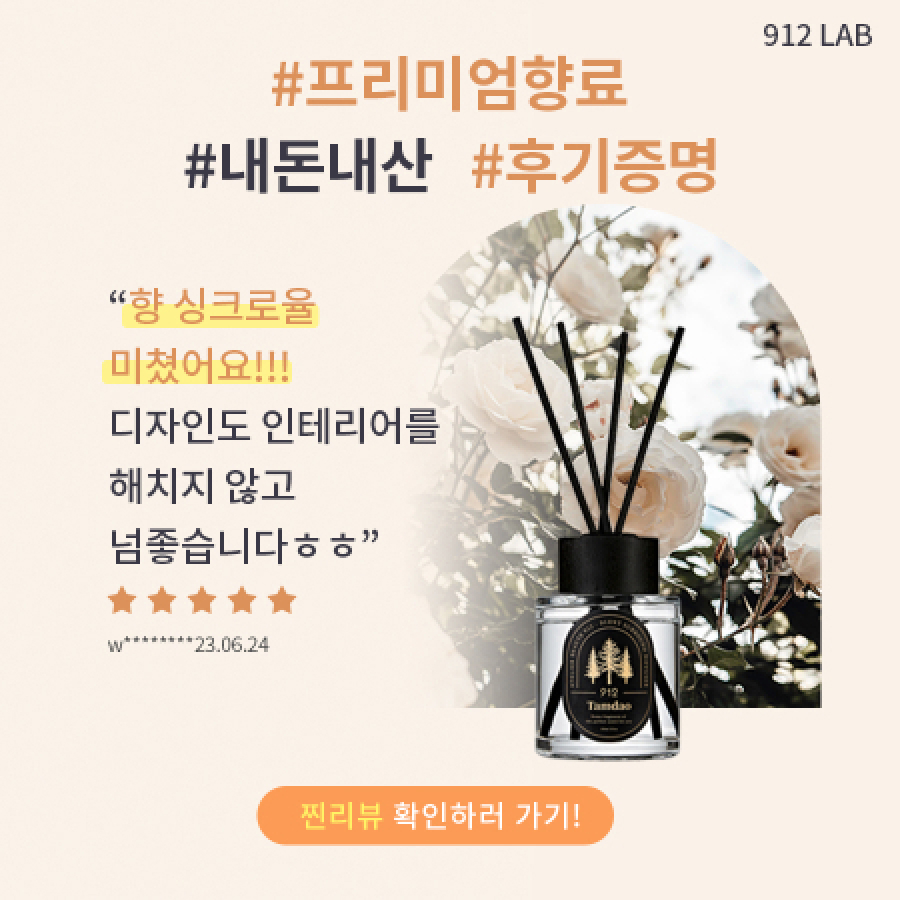 912 LAB
#프리미엄향료
#내돈내산 #후기증명
“향 싱크로율
미쳤어요!!!
디자인도 인테리어를
해치지 않고
넘좋습니다ㅎㅎ”
w********23.06.24
912
Tamdao
찐리뷰 확인하러 가기!